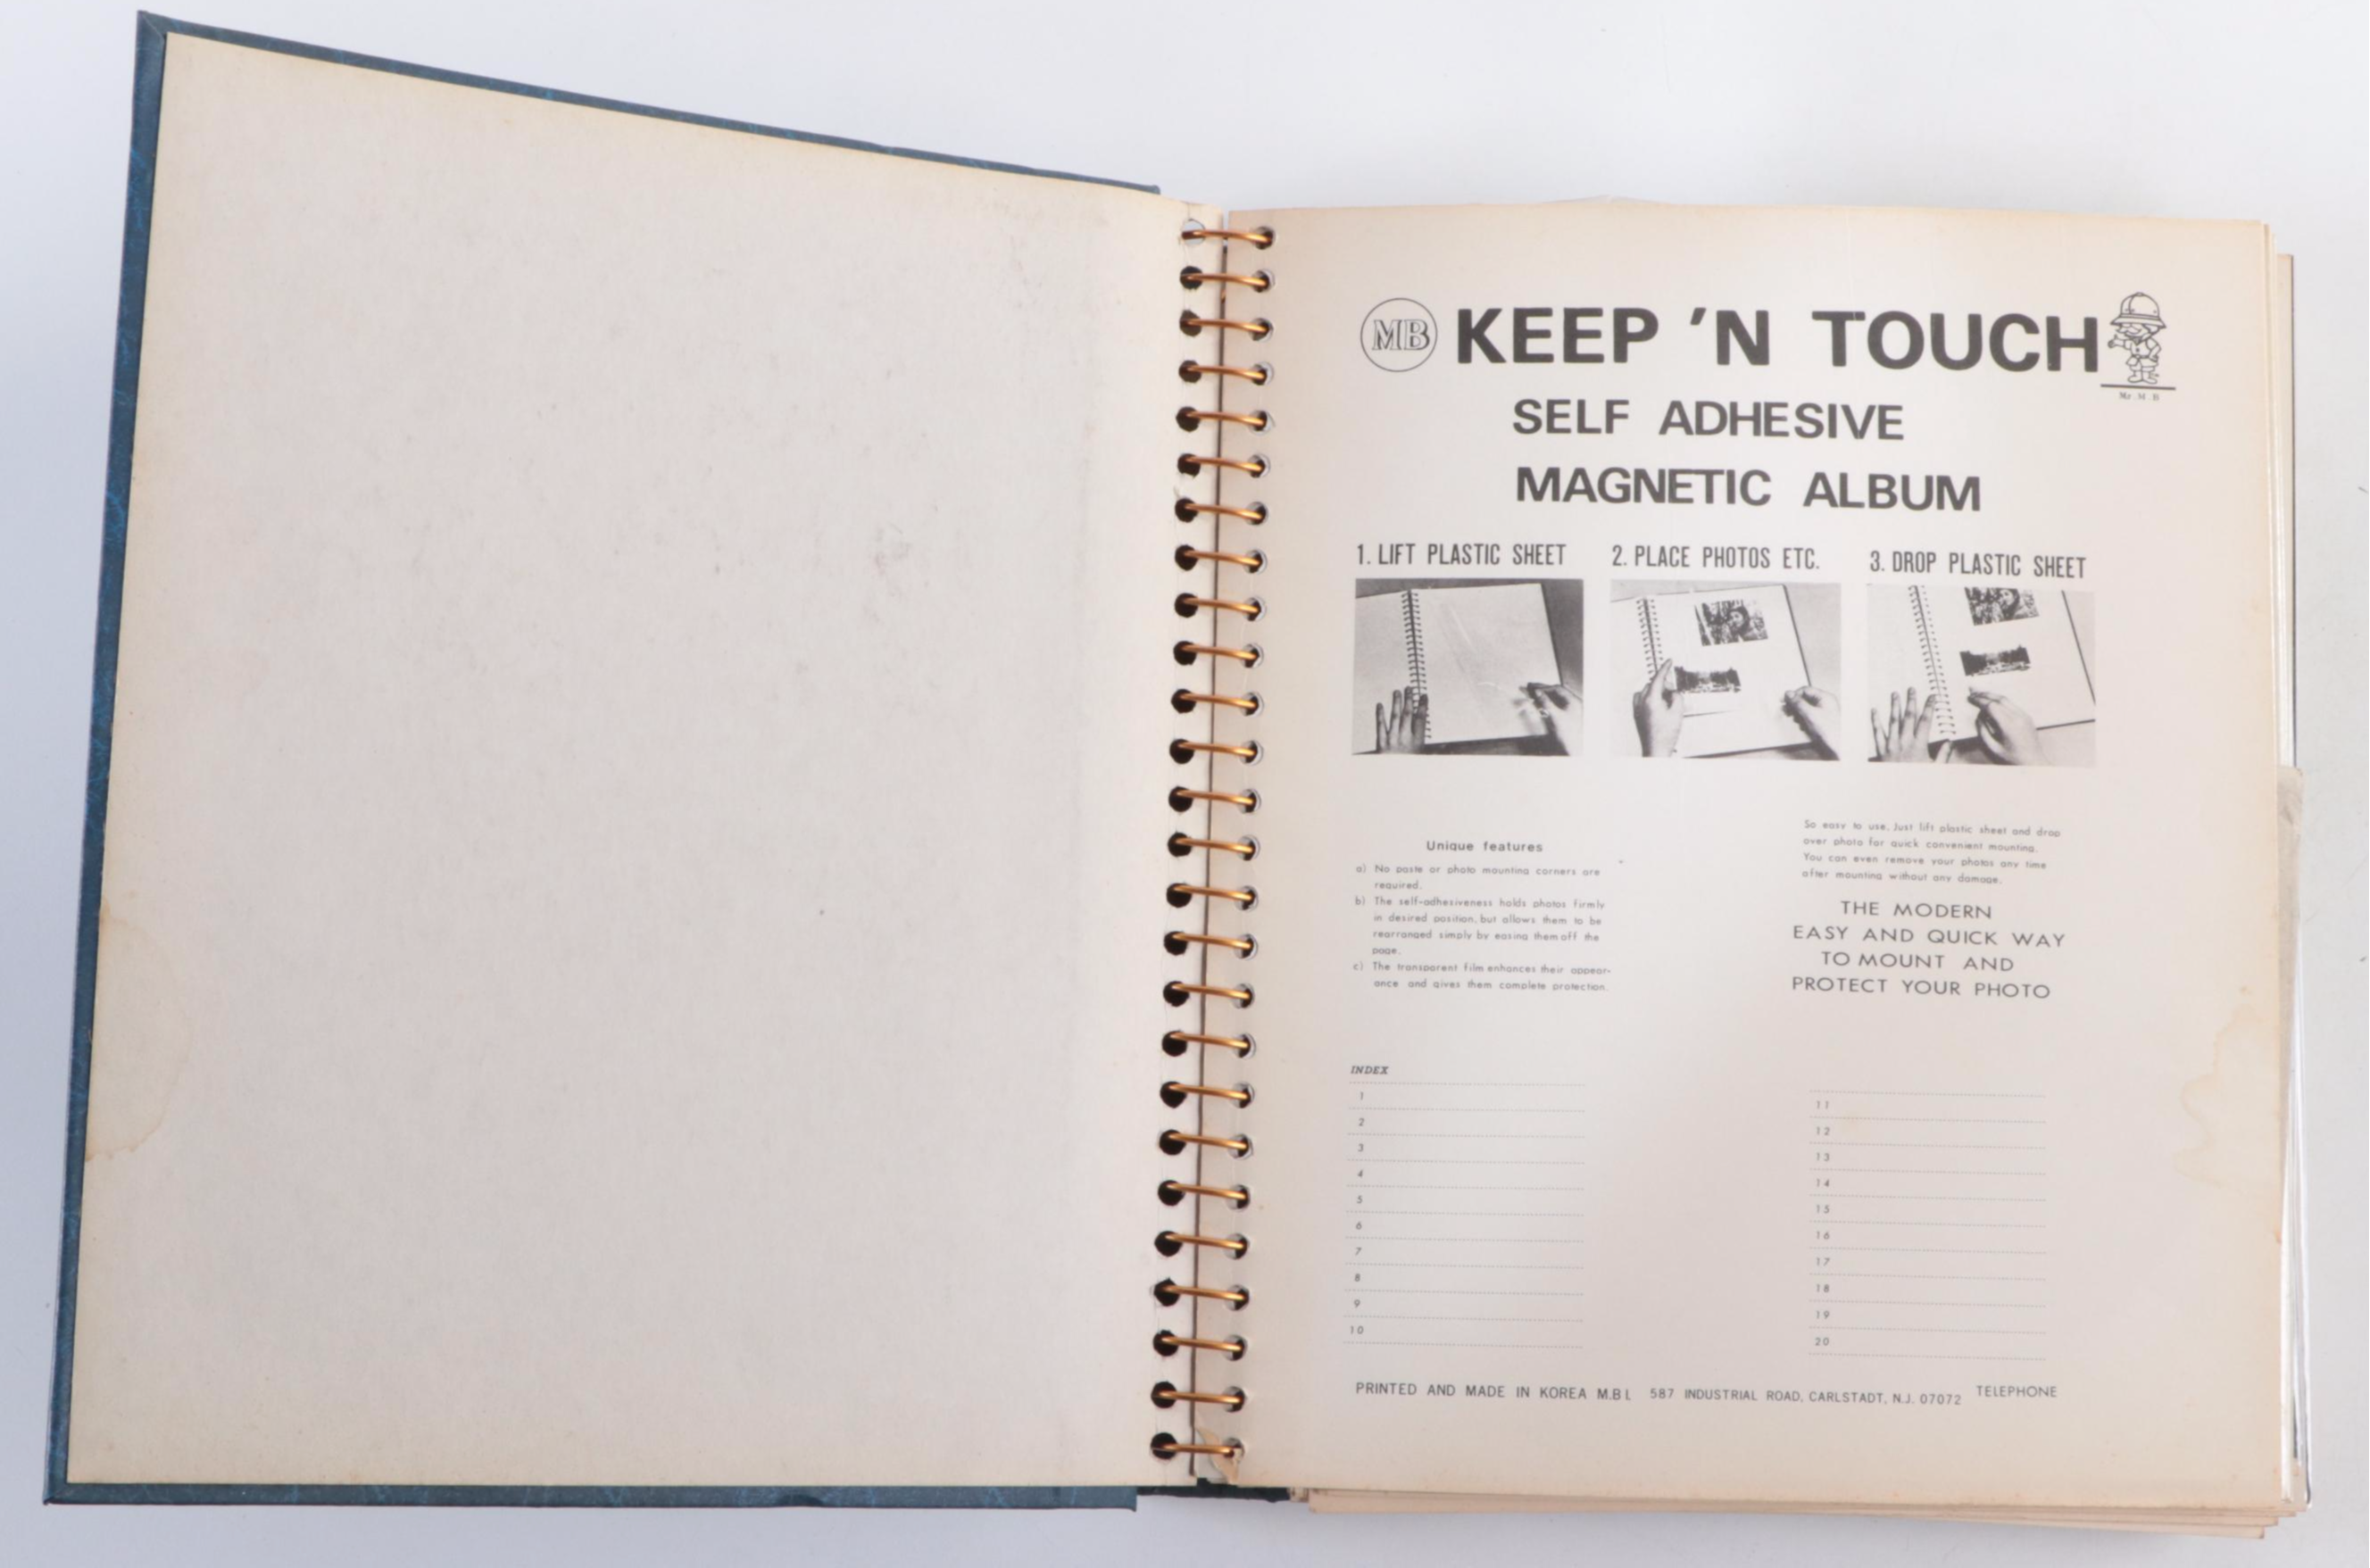 MB KEEP 'N TOUCH
Mr. M. B
SELF ADHESIVE
MAGNETIC ALBUM
1. LIFT PLASTIC SHEET
2. PLACE PHOTOS ETC.
3. DROP PLASTIC SHEET
Unique features
a) No paste or photo mounting corners are
required.
b) The self-adhesiveness holds photos firmly
in desired position, but allows them to be
rearranged simply by easing them off the
page.
c) The transparent film enhances their appear-
ance and gives them complete protection.
So easy to use, Just lift plastic sheet and drop
over photo for quick convenient mounting.
You can even remove your photos any time
after mounting without any damage.
THE MODERN
EASY AND QUICK WAY
TO MOUNT AND
PROTECT YOUR PHOTO
INDEX
1
2
3
4
5
6
7
8
9
10
11
12
13
14
15
16
17
18
19
20
PRINTED AND MADE IN KOREA M.B I. 587 INDUSTRIAL ROAD, CARLSTADT, N.J. 07072 TELEPHONE